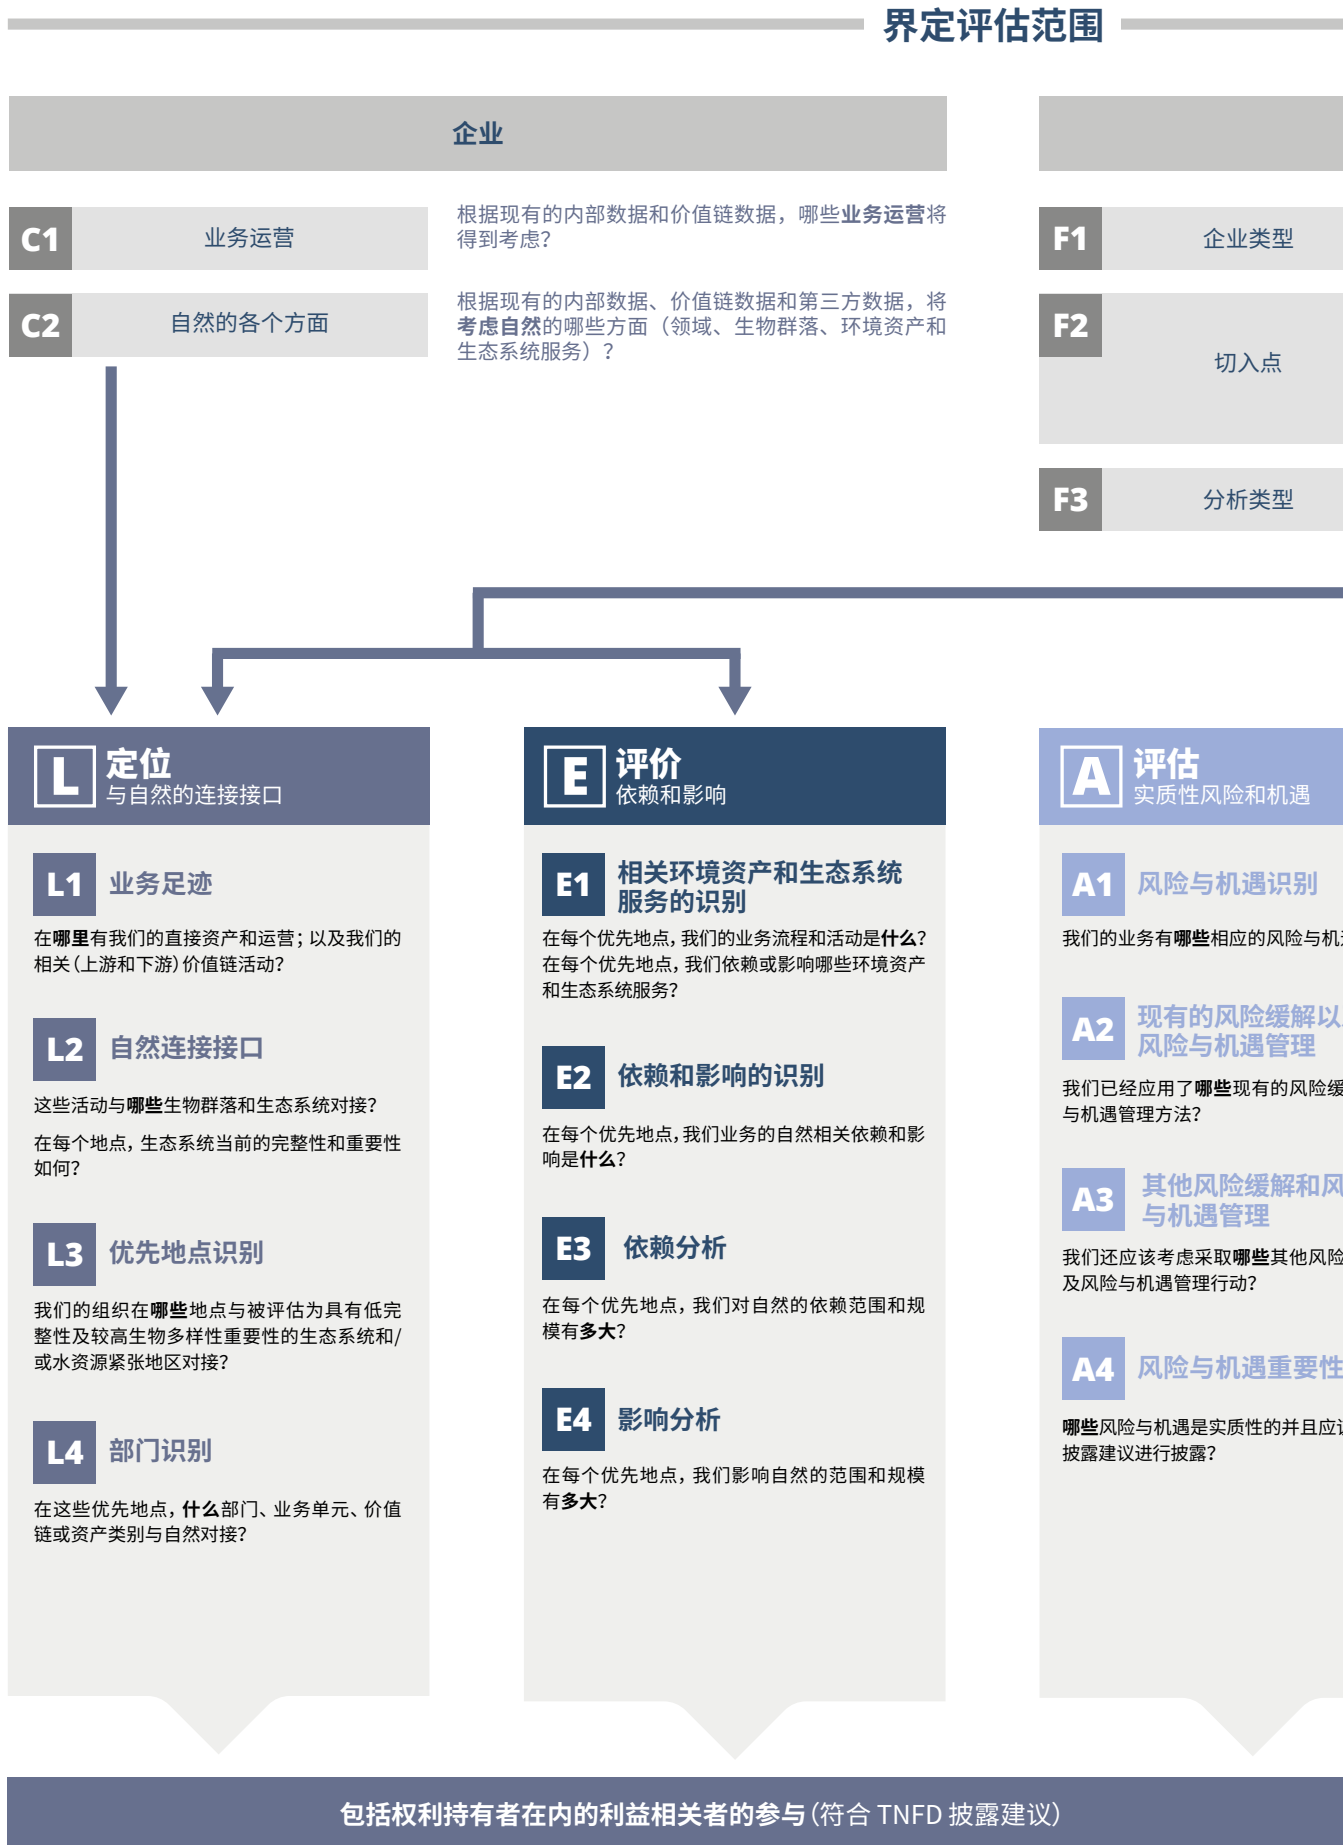 界定评估范围
企业
C1
业务运营
根据现有的内部数据和价值链数据，哪些业务运营将
得到考虑？
C2
自然的各个方面
根据现有的内部数据、价值链数据和第三方数据，将
考虑自然的哪些方面（领域、生物群落、环境资产和
生态系统服务）？
F1
企业类型
F2
切入点
F3
分析类型
L
定位
与自然的连接接口
L1
业务足迹
在哪里有我们的直接资产和运营；以及我们的
相关（上游和下游）价值链活动？
L2
自然连接接口
这些活动与哪些生物群落和生态系统对接？
在每个地点，生态系统当前的完整性和重要性
如何？
L3
优先地点识别
我们的组织在哪些地点与被评估为具有低完
整性及较高生物多样性重要性的生态系统和/
或水资源紧张地区对接？
L4
部门识别
在这些优先地点，什么部门、业务单元、价值
链或资产类别与自然对接？
E
评价
依赖和影响
E1
相关环境资产和生态系统
服务的识别
在每个优先地点，我们的业务流程和活动是什么？
在每个优先地点，我们依赖或影响哪些环境资产
和生态系统服务？
E2
依赖和影响的识别
在每个优先地点，我们业务的自然相关依赖和影
响是什么？
E3
依赖分析
在每个优先地点，我们对自然的依赖范围和规
模有多大？
E4
影响分析
在每个优先地点，我们影响自然的范围和规模
有多大？
A
评估
实质性风险和机遇
A1
风险与机遇识别
我们的业务有哪些相应的风险与机
A2
现有的风险缓解以
风险与机遇管理
我们已经应用了哪些现有的风险缓
与机遇管理方法？
A3
其他风险缓解和风
与机遇管理
我们还应该考虑采取哪些其他风险
及风险与机遇管理行动？
A4
风险与机遇重要性
哪些风险与机遇是实质性的并且应
披露建议进行披露？
包括权利持有者在内的利益相关者的参与（符合 TNFD 披露建议）